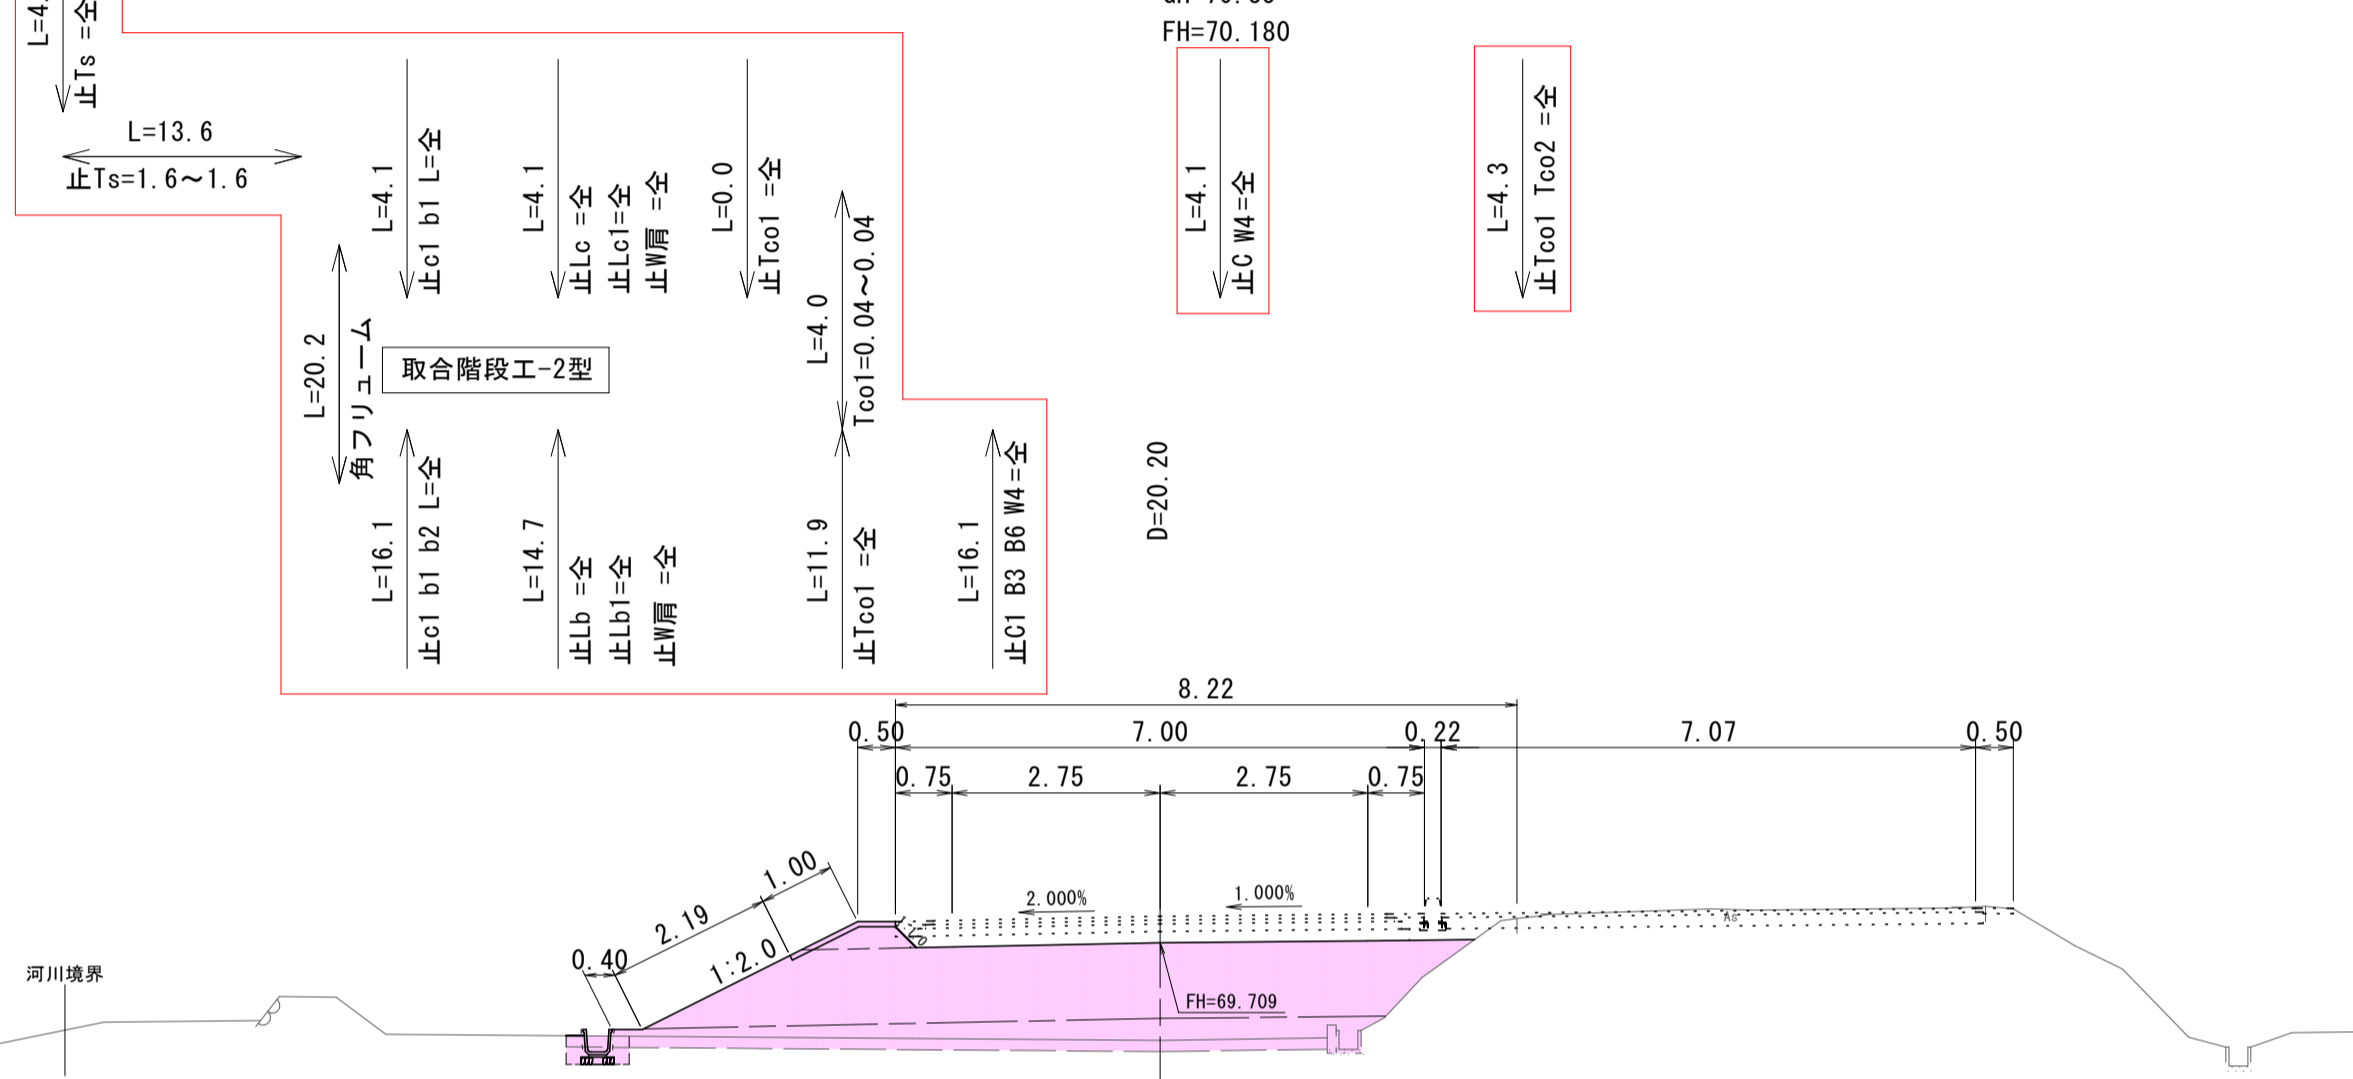 FH=70.180
L=4.
止Ts =全
L=13.6
止Ts=1.6～1.6
L=4.1
止c1 b1 L=全
L=4.1
止Lc =全
止Lc1=全
止W肩 =全
L=0.0
止Tco1 =全
L=4.0
Tco1=0.04～0.04
L=4.1
止C W4=全
L=4.3
止Tco1 Tco2 =全
L=20.2
角フリューム
取合階段工-2型
L=16.1
止c1 b1 b2 L=全
L=14.7
止Lb =全
止Lb1=全
止W肩 =全
L=11.9
止Tco1 =全
L=16.1
止C1 B3 B6 W4=全
D=20.20
8.22
0.50
7.00
0.22
7.07
0.50
0.75
2.75
2.75
0.75
1.00
2.19
0.40
1:2.0
2.000%
1.000%
As
FH=69.709
河川境界